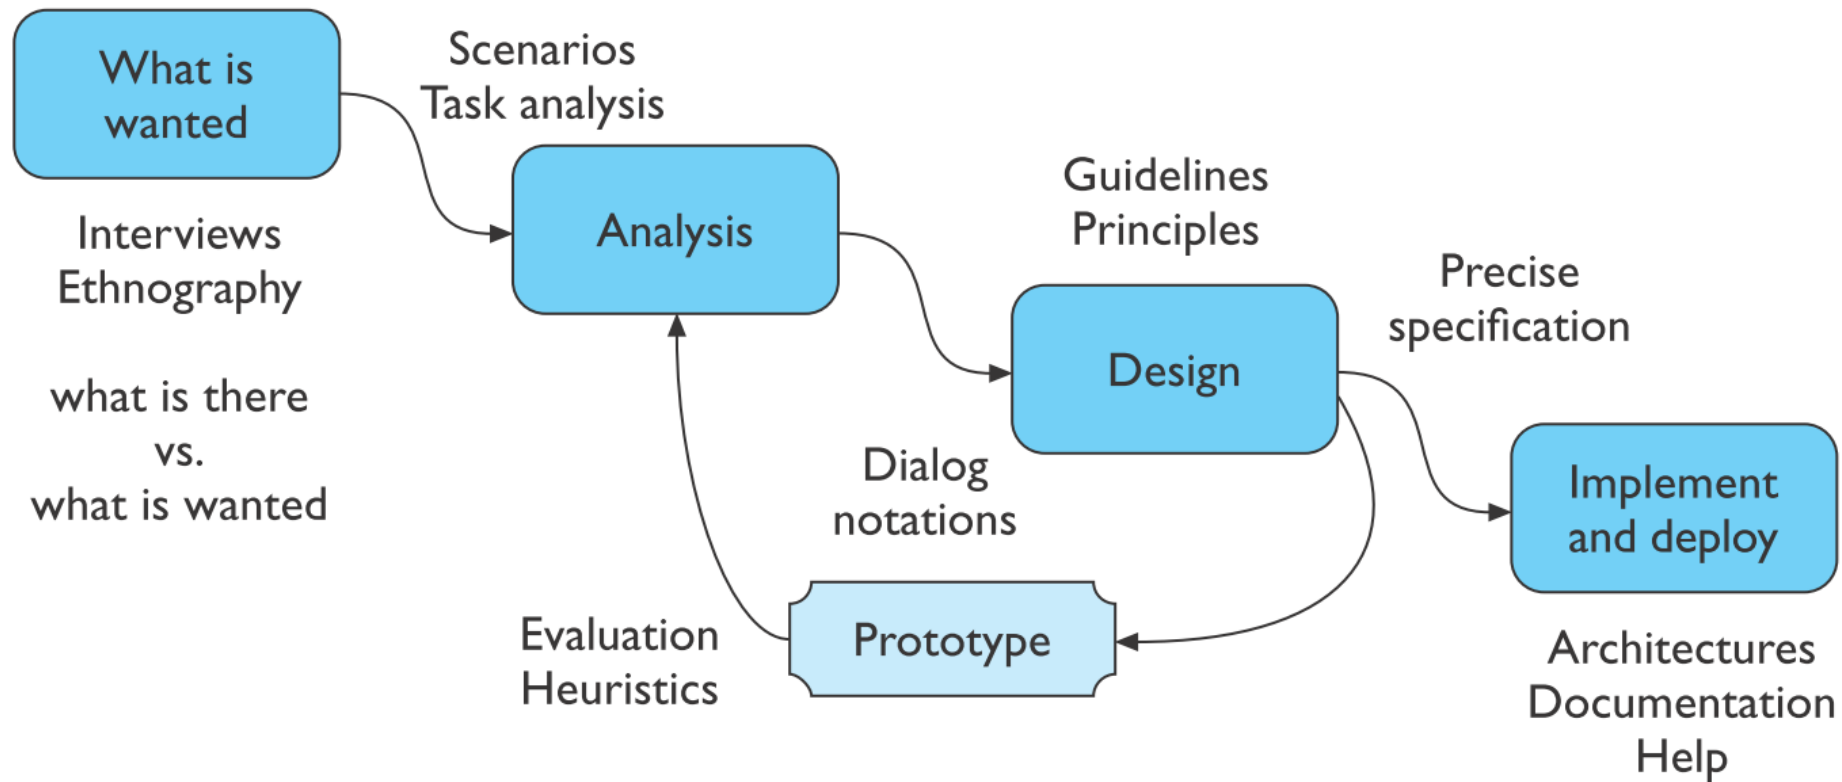 What is
wanted
Interviews
Ethnography
what is there
vs.
what is wanted
Scenarios
Task analysis
Analysis
Guidelines
Principles
Design
Precise
specification
Implement
and deploy
Architectures
Documentation
Help
Dialog
notations
Prototype
Evaluation
Heuristics